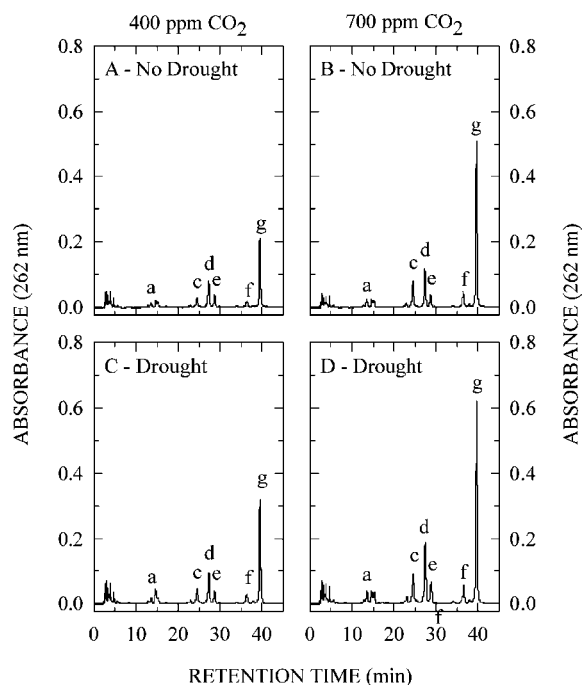 400 ppm CO2
700 ppm CO2
0.8
A - No Drought
B - No Drought
0.8
0.6
0.6
g
0.4
0.4
g
0.2
0.2
d
d
a
c
e
a
c
e
f
f
0.0
0.0
0.8
C - Drought
D - Drought
0.8
g
0.6
0.6
0.4
0.4
g
0.2
0.2
d
d
a
c
e
f
a
c
e
f
0.0
0.0
f
0 10 20 30 40
0 10 20 30 40
ABSORBANCE (262 nm)
ABSORBANCE (262 nm)
RETENTION TIME (min)